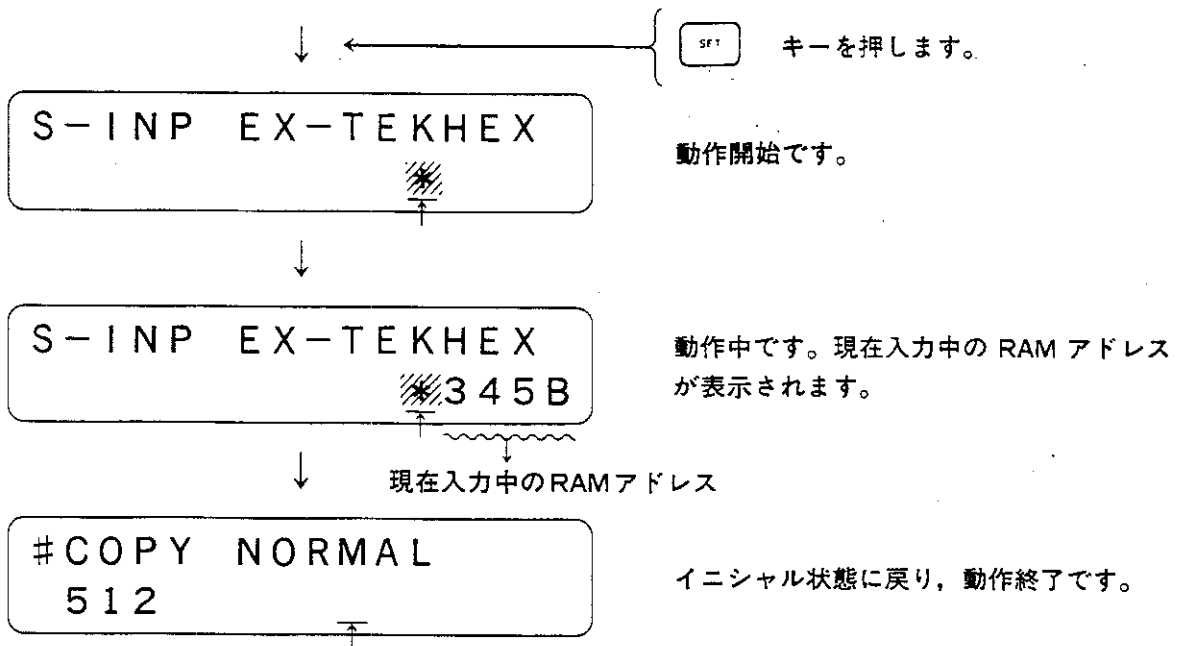 SET キーを押します。
S-INP EX-TEKHEX
動作開始です。
*
S-INP EX-TEKHEX
動作中です。現在入力中の RAM アドレス
*345B
が表示されます。
現在入力中のRAMアドレス
#COPY NORMAL
512
イニシャル状態に戻り,動作終了です。